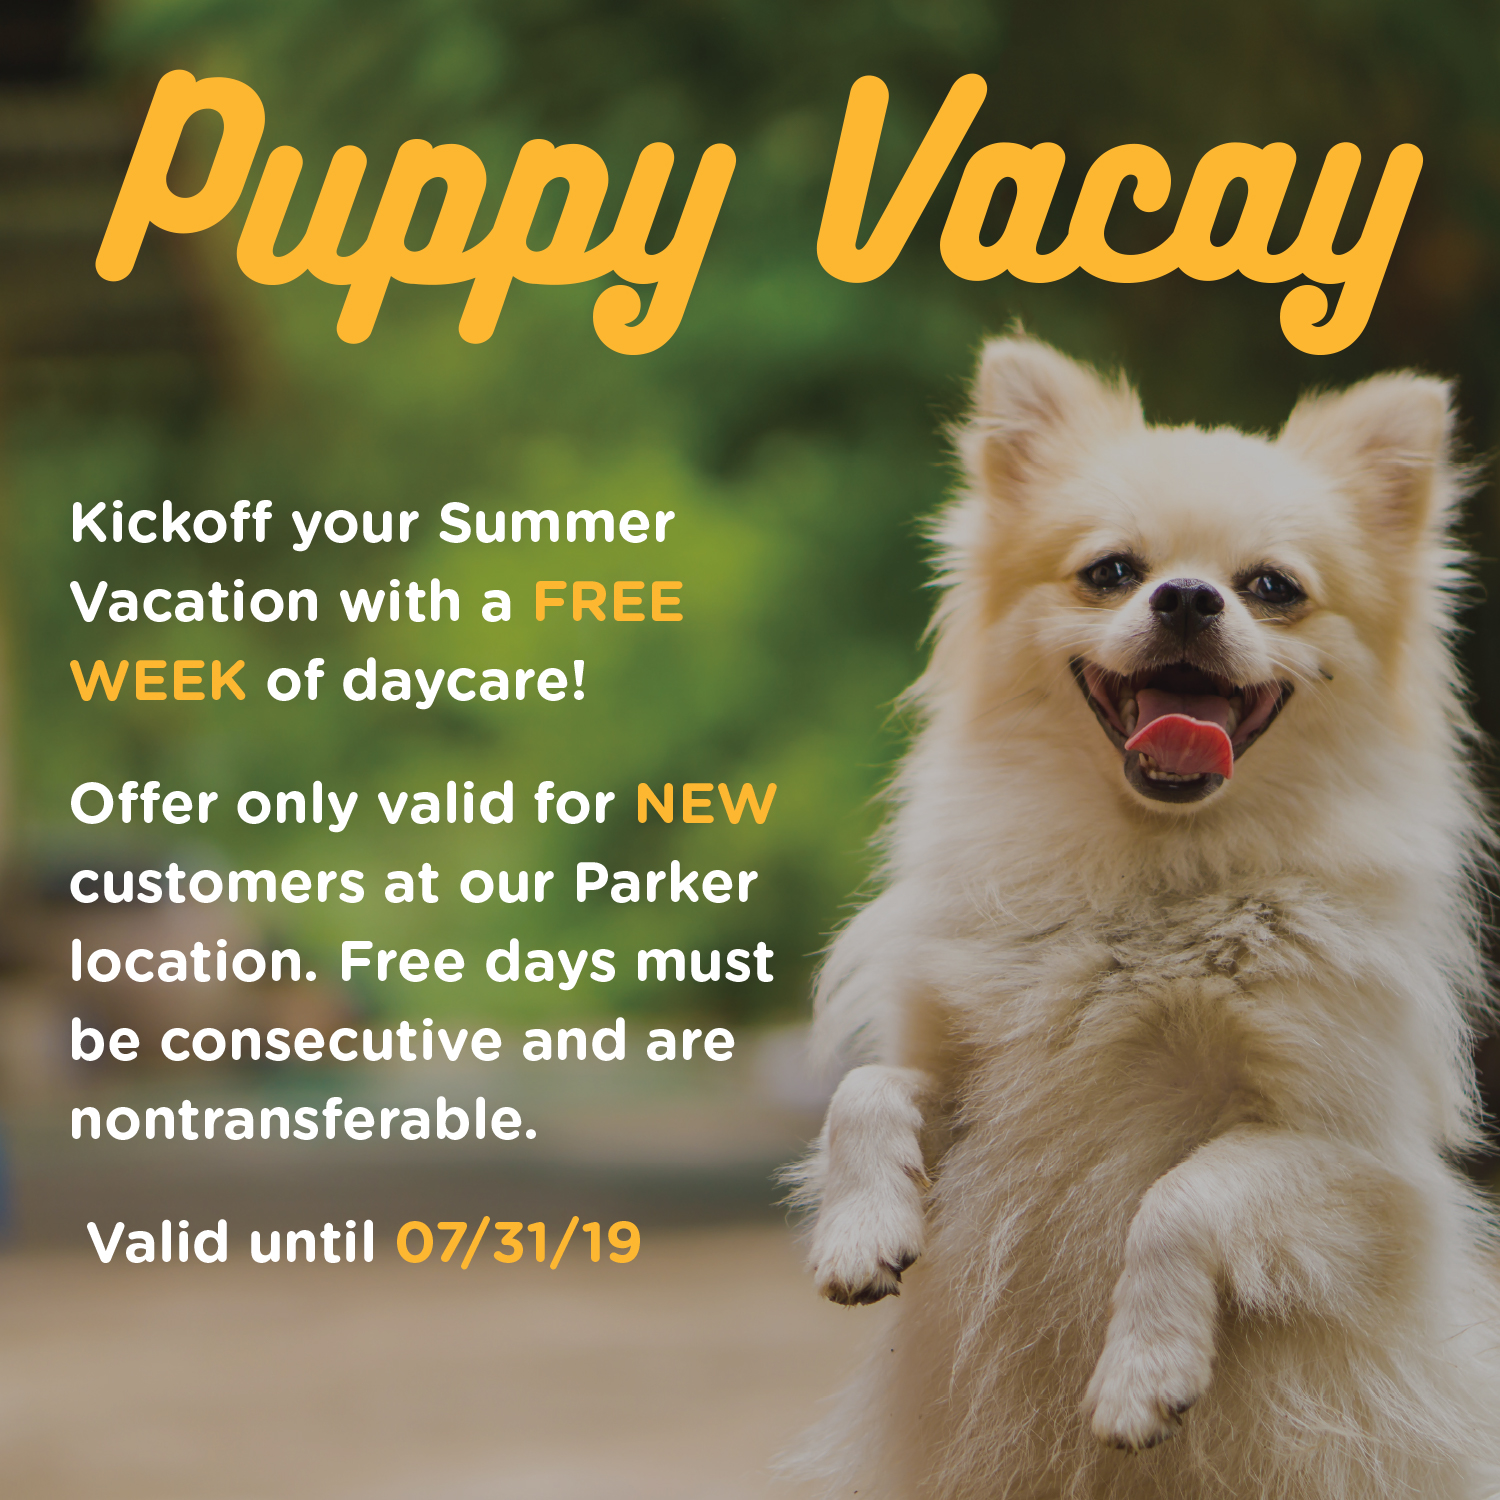 Puppy Vacay
Kickoff your Summer
Vacation with a FREE
WEEK of daycare!
Offer only valid for NEW
customers at our Parker
location. Free days must
be consecutive and are
nontransferable.
Valid until 07/31/19